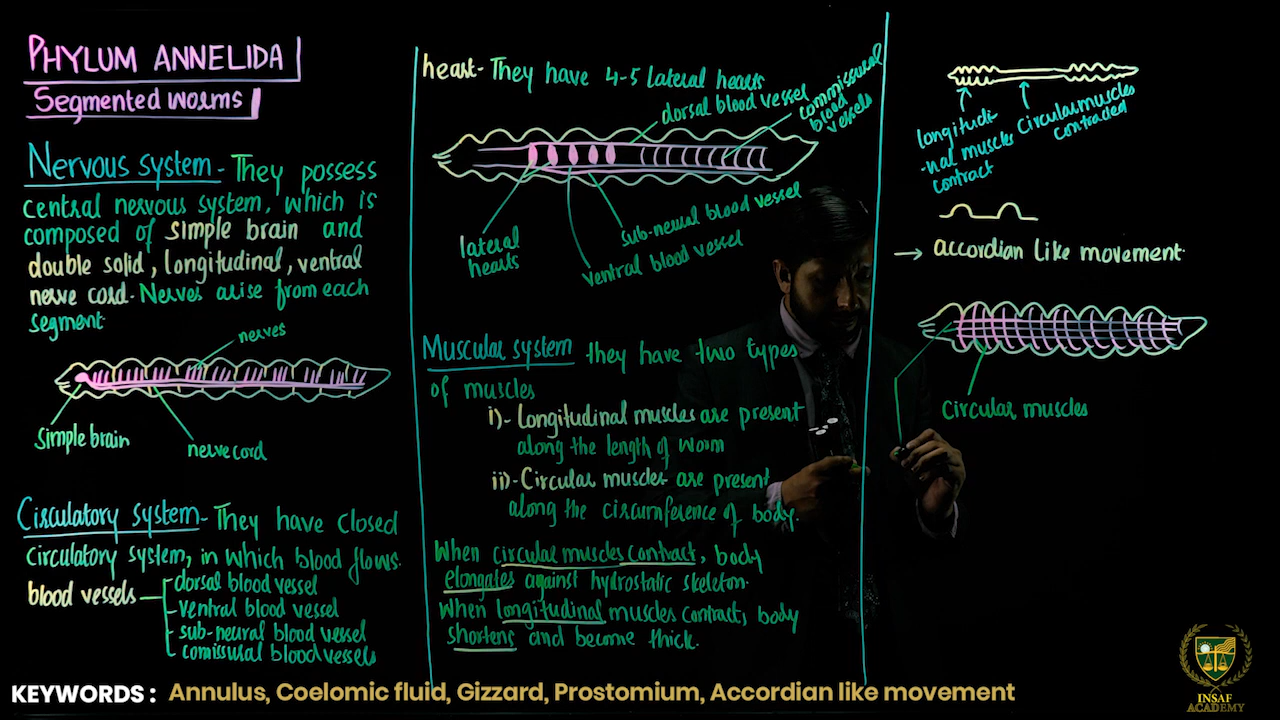 PHYLUM ANNELIDA
Segmented worms
Nervous system - They possess
central nervous system, which is
composed of simple brain and
double solid, longitudinal, ventral
nerve cord. Nerves arise from each
segment
nerves
Simple brain
nerve cord
Circulatory system - They have closed
circulatory system, in which blood flows.
blood vessels
dorsal blood vessel
ventral blood vessel
sub-neural blood vessel
comissural blood vessels
heart - They have 4-5 lateral hearts
dorsal blood vessel
commissural
blood
vessels
lateral
hearts
sub-neural blood vessel
ventral blood vessel
Muscular system they have two types
of muscles
i)- Longitudinal muscles are present
along the length of worm
ii)- Circular muscles are present
along the circumference of body.
When circular muscles contract, body
elongates against hydrostatic skeleton.
When longitudinal muscles contracts, body
shortens and become thick.
longitudi
-nal muscles
contract
Circular muscles
contracted
→ accordian like movement.
Circular muscles
KEYWORDS : Annulus, Coelomic fluid, Gizzard, Prostomium, Accordian like movement
INSAF
ACADEMY